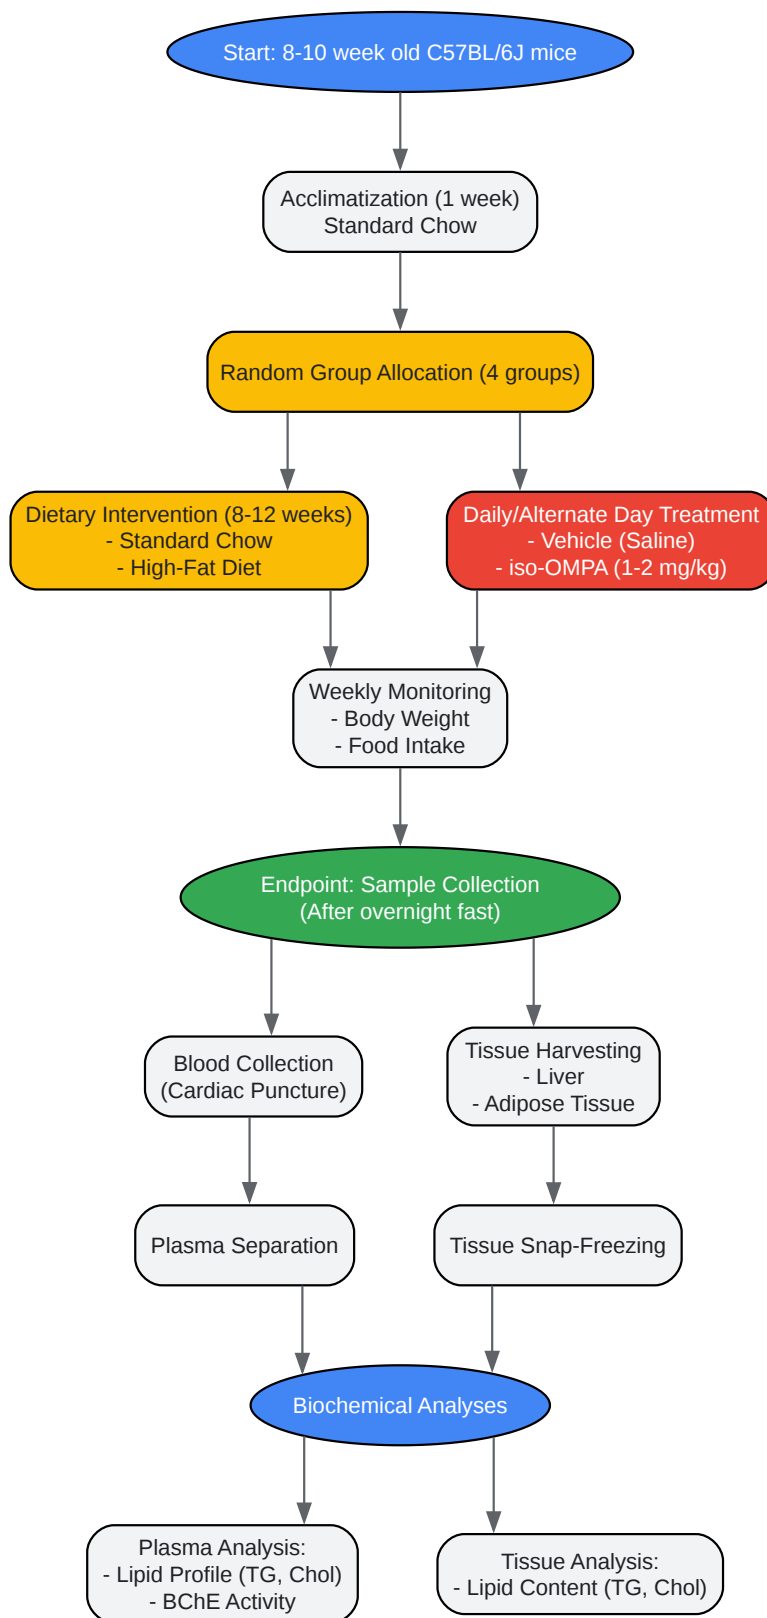 Start: 8-10 week old C57BL/6J mice
Acclimatization (1 week)
Standard Chow
Random Group Allocation (4 groups)
Dietary Intervention (8-12 weeks)
- Standard Chow
- High-Fat Diet
Daily/Alternate Day Treatment
- Vehicle (Saline)
- iso-OMPA (1-2 mg/kg)
Weekly Monitoring
- Body Weight
- Food Intake
Endpoint: Sample Collection
(After overnight fast)
Blood Collection
(Cardiac Puncture)
Tissue Harvesting
- Liver
- Adipose Tissue
Plasma Separation
Tissue Snap-Freezing
Biochemical Analyses
Plasma Analysis:
- Lipid Profile (TG, Chol)
- BChE Activity
Tissue Analysis:
- Lipid Content (TG, Chol)